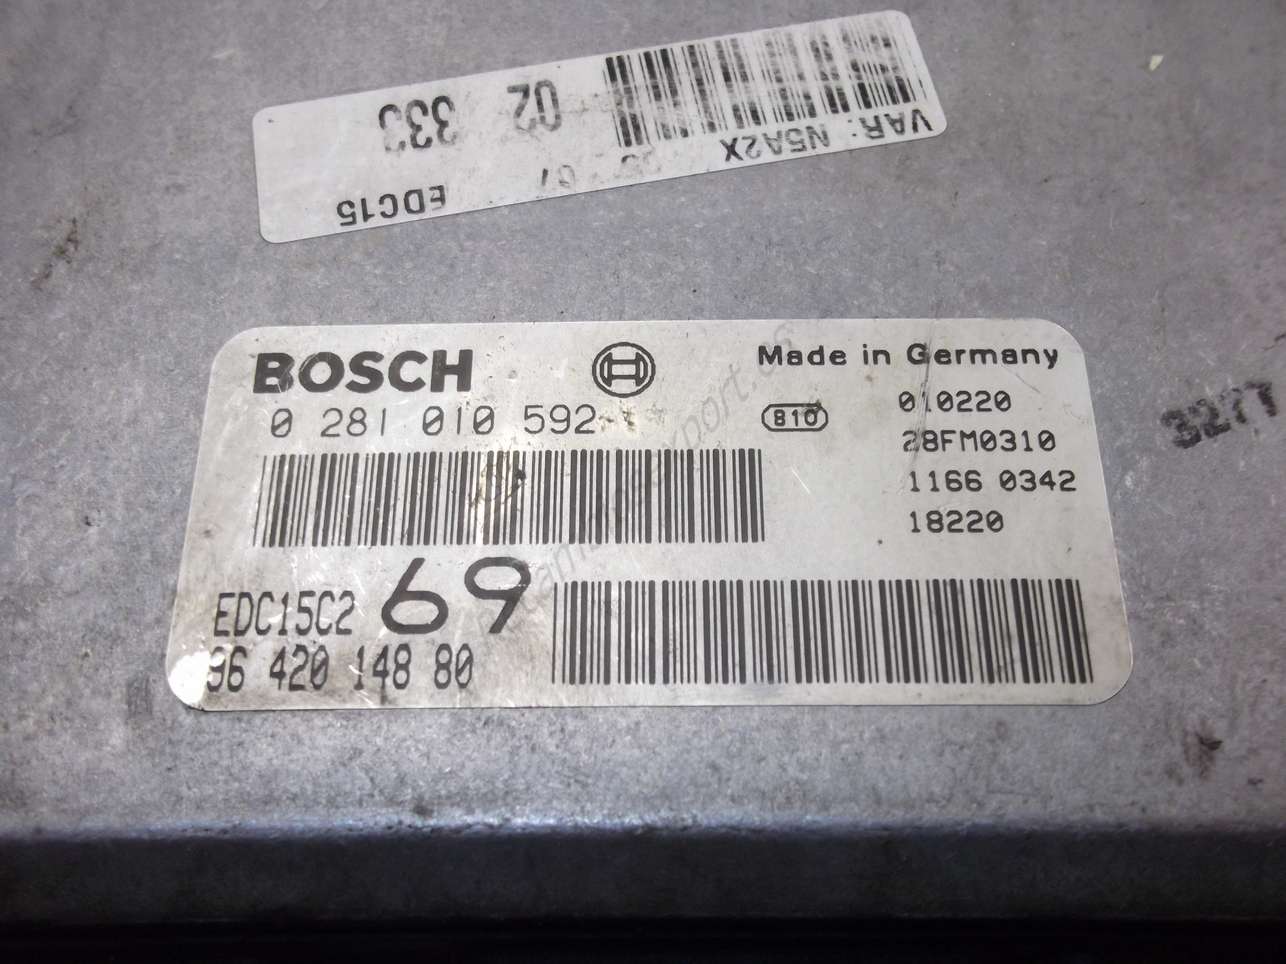 VAR: N5A2X
02 333
EDC15
BOSCH
Made in Germany
0 281 010 592
810
010220
28FM0310
1166 0342
18220
3277
EDC15C2
69
96 420 148 80